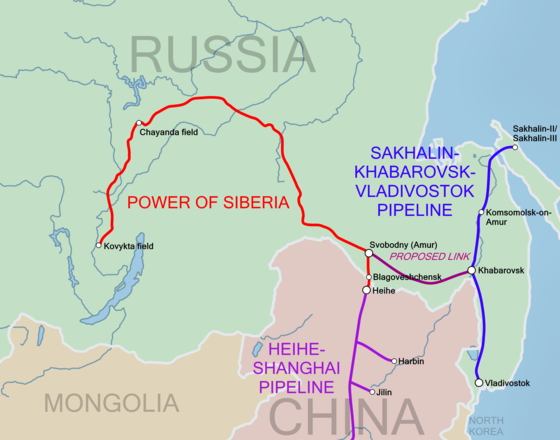 RUSSIA
Sakhalin-II/
Sakhalin-III
Chayanda field
SAKHALIN-
KHABAROVSK-
VLADIVOSTOK
PIPELINE
POWER OF SIBERIA
Komsomolsk-on-
Amur
Kovykta field
Svobodny (Amur)
PROPOSED LINK
Khabarovsk
Blagoveshchensk
Heihe
HEIHE-
SHANGHAI
PIPELINE
Harbin
Vladivostok
Jilin
MONGOLIA
CHINA
NORTH
KOREA